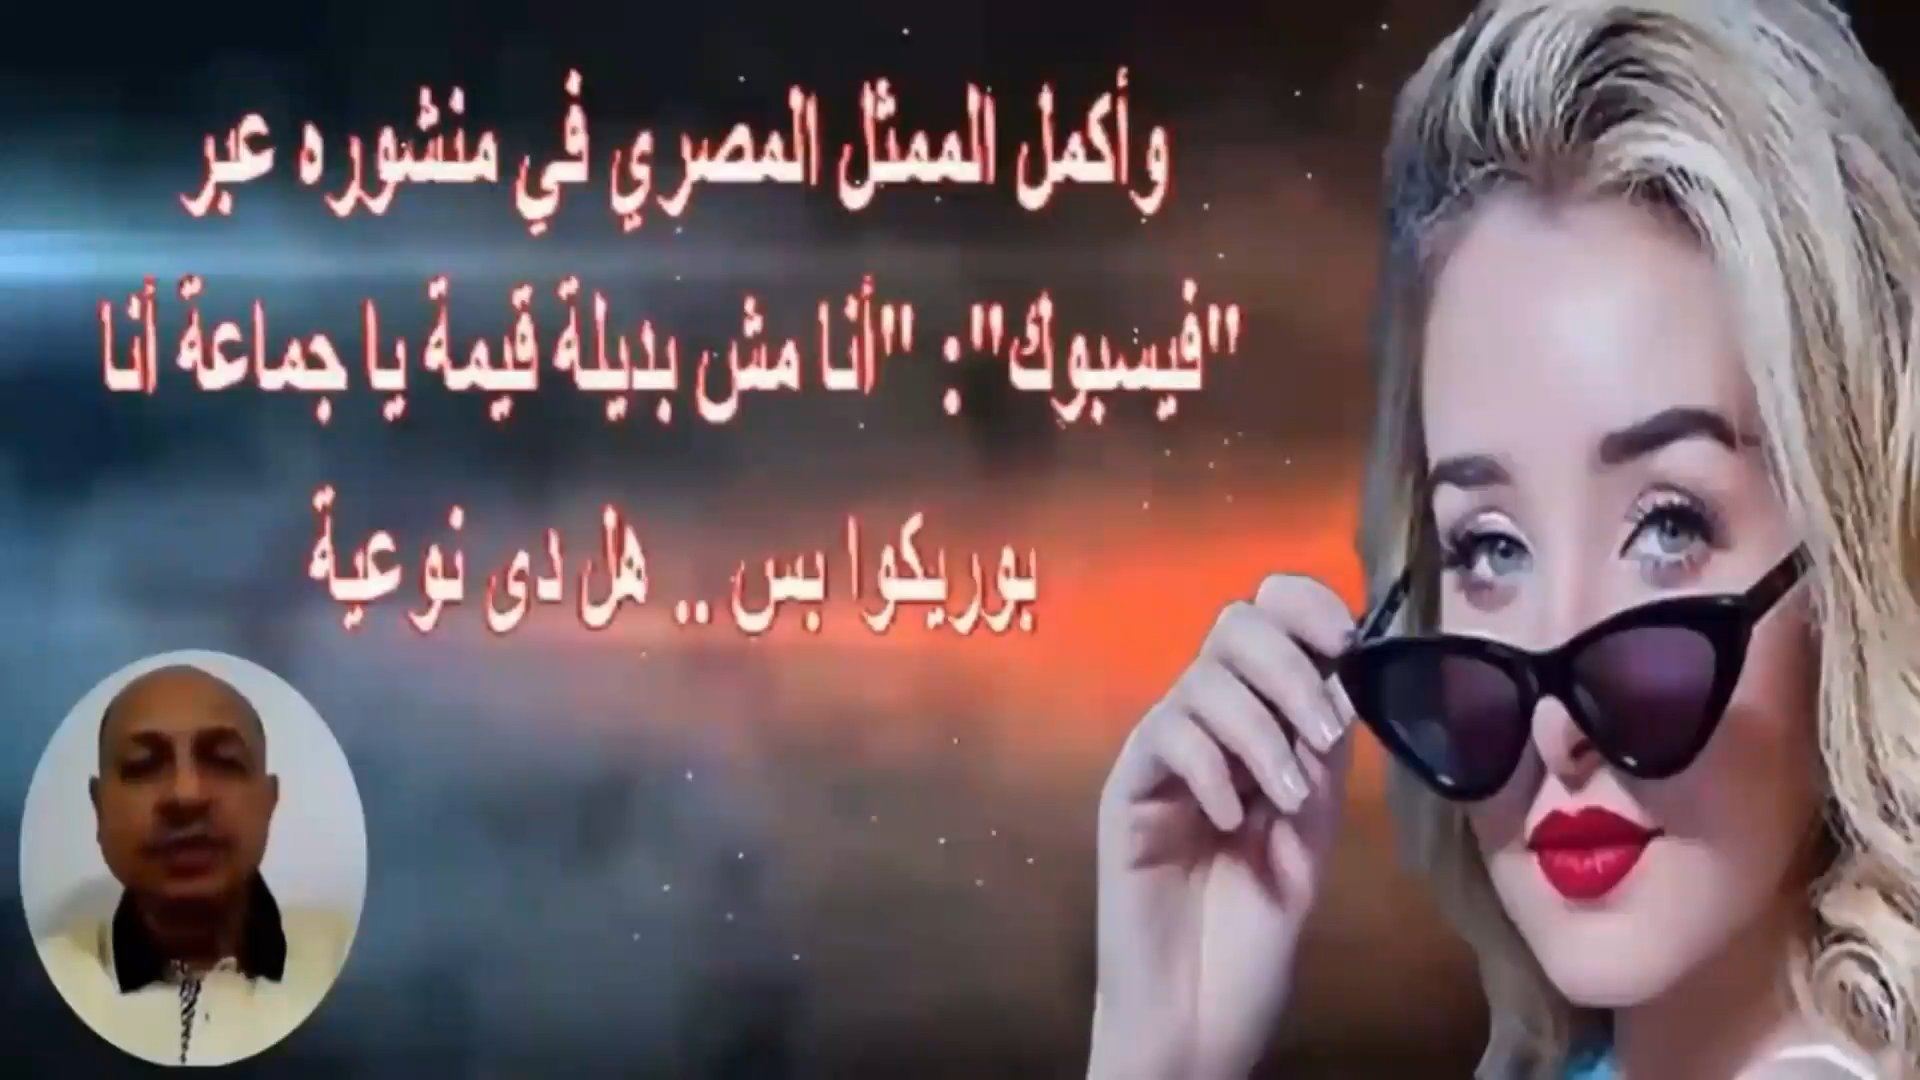 وأكمل الممثل المصري في منشوره عبر
"فيسبوك": "أنا مش بديلة قيمة يا جماعة أنا
بوريكوا بس .. هل دى نوعية